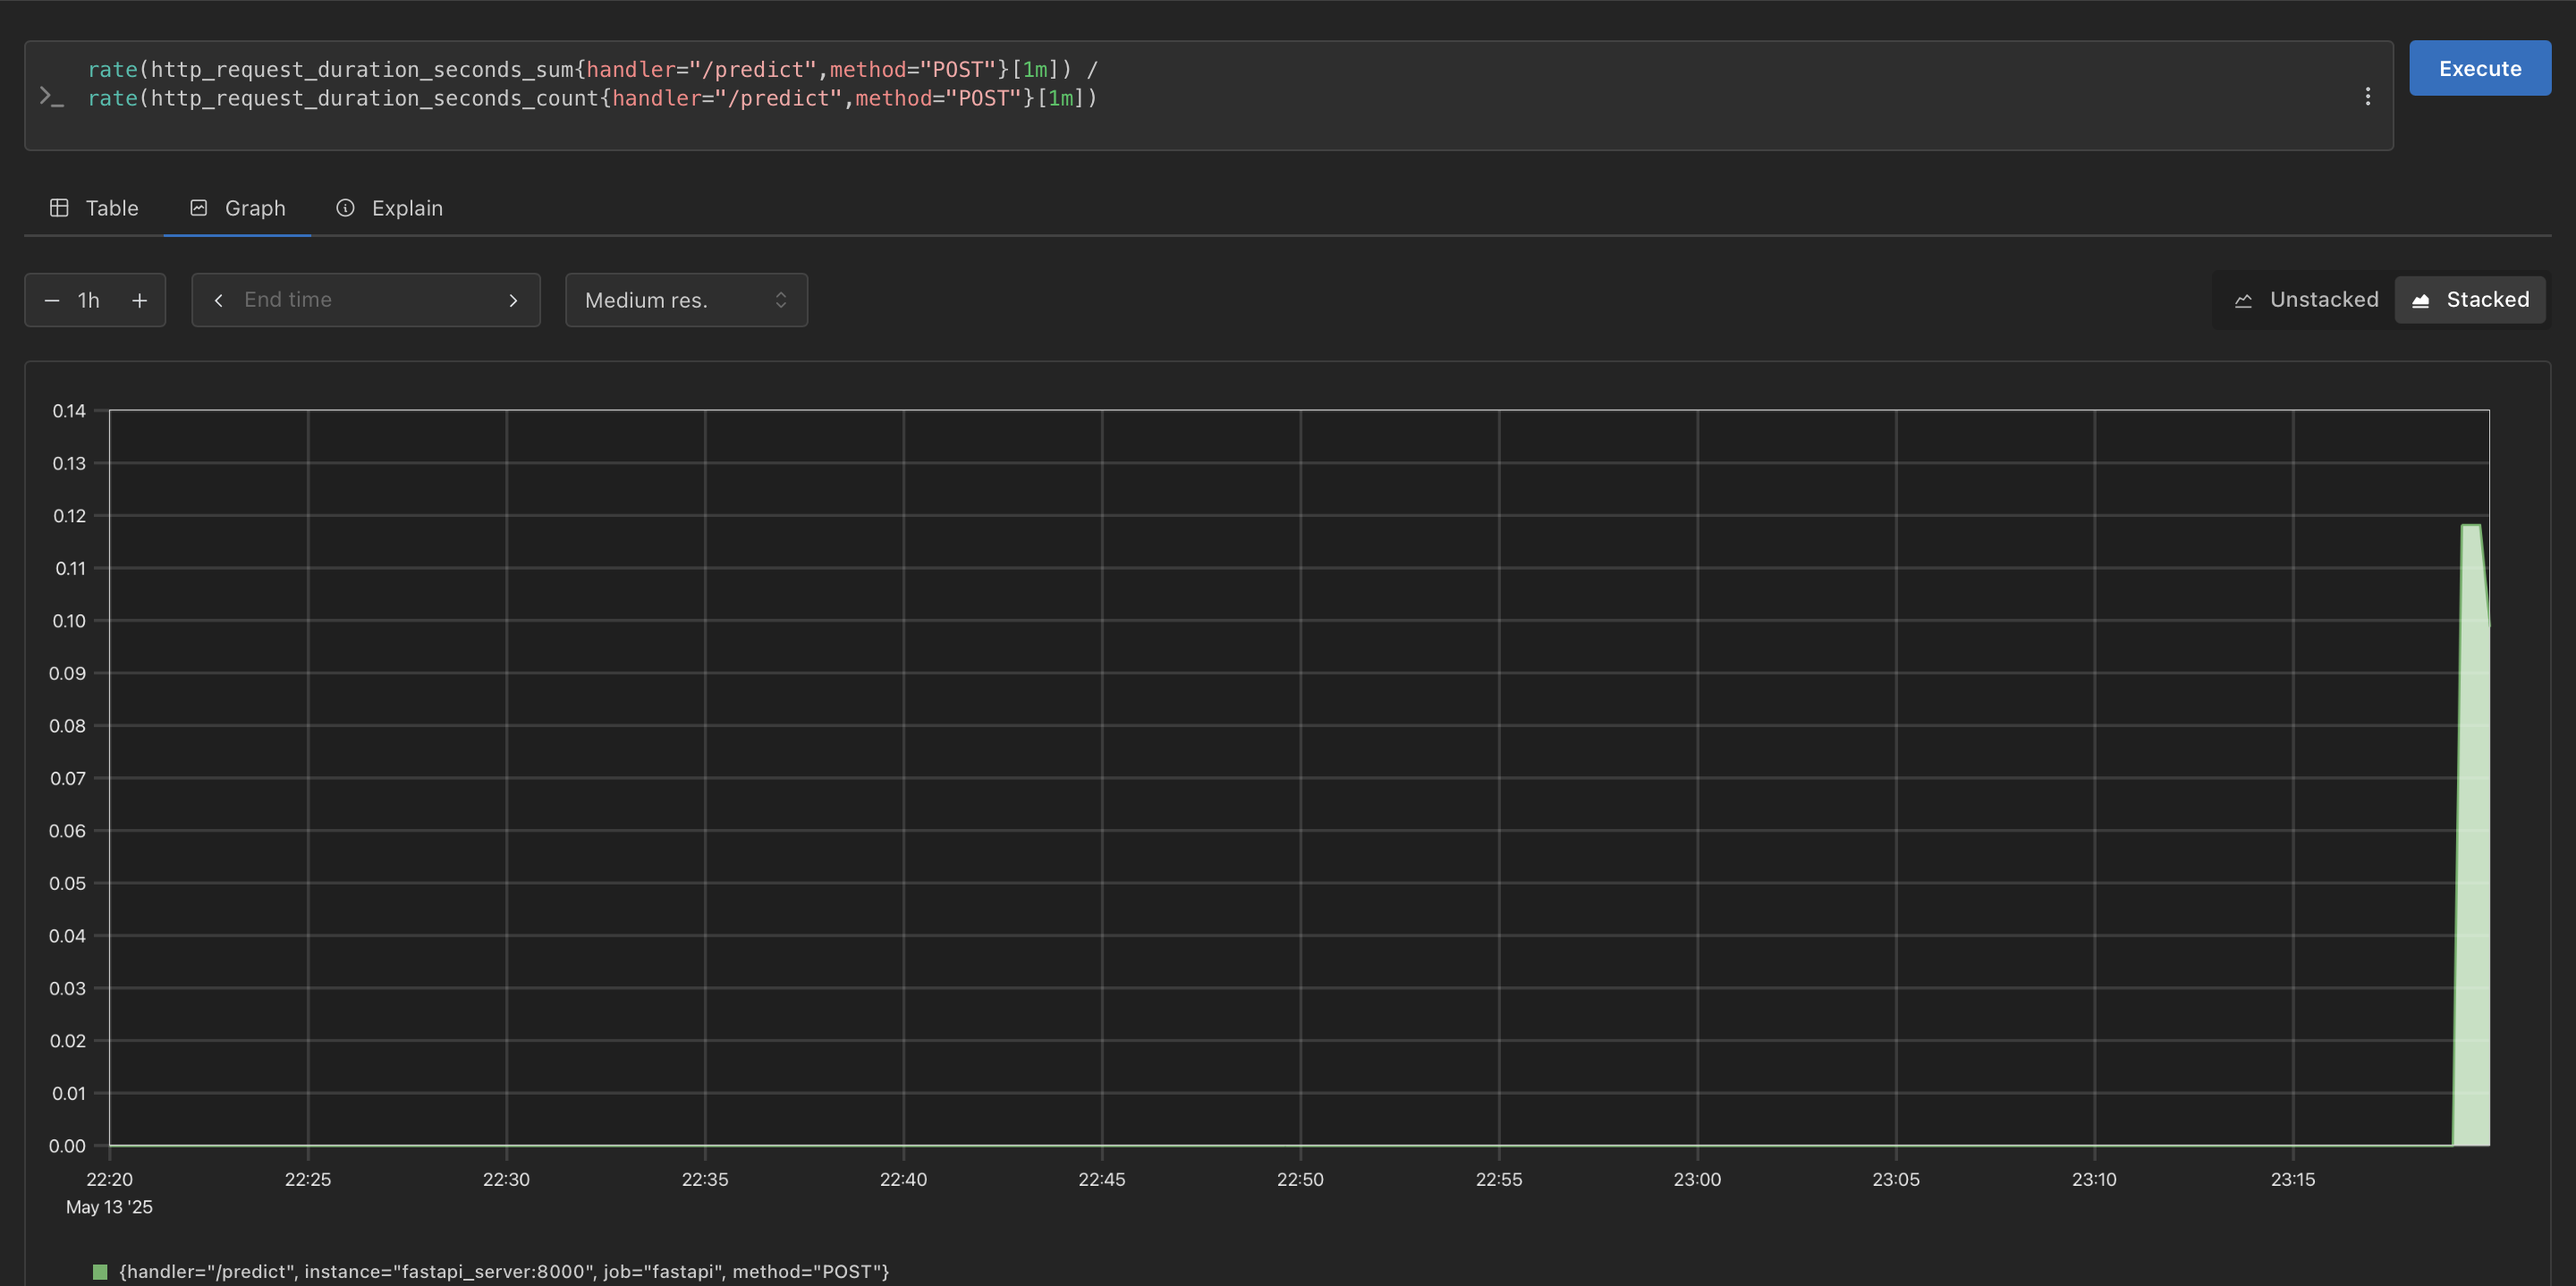 rate(http_request_duration_seconds_sum{handler="/predict",method="POST"}[1m]) /
rate(http_request_duration_seconds_count{handler="/predict",method="POST"}[1m])
Execute
Table Graph Explain
1h End time Medium res. Unstacked Stacked
0.14
0.13
0.12
0.11
0.10
0.09
0.08
0.07
0.06
0.05
0.04
0.03
0.02
0.01
0.00
22:20 22:25 22:30 22:35 22:40 22:45 22:50 22:55 23:00 23:05 23:10 23:15
May 13 '25
{handler="/predict", instance="fastapi_server:8000", job="fastapi", method="POST"}